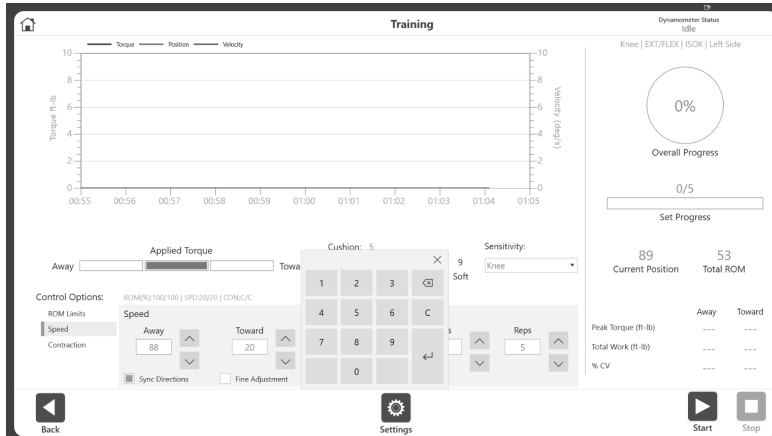 Training
Dynamometer Status
Idle
Torque Position Velocity
Knee | EXT/FLEX | ISOK | Left Side
Torque ft-lb
10
8
6
4
2
0
10
8
6
4
2
0
Velocity (deg/s)
00:55 00:56 00:57 00:58 00:59 01:00 01:01 01:02 01:03 01:04 01:05
0%
Overall Progress
0/5
Set Progress
89 53
Current Position Total ROM
Applied Torque
Away Towa
Cushion: 5
9
Soft
Sensitivity:
Knee
1 2 3
4 5 6 C
7 8 9
0
Control Options:
ROM Limits
Speed
Contraction
ROM(%):100/100 | SPD:20/20 | CON:C/C
Speed
Away Toward
88 20
Sync Directions Fine Adjustment
s Reps
5
Away Toward
Peak Torque (ft-lb) --- ---
Total Work (ft-lb) --- ---
% CV --- ---
Back
Settings
Start
Stop